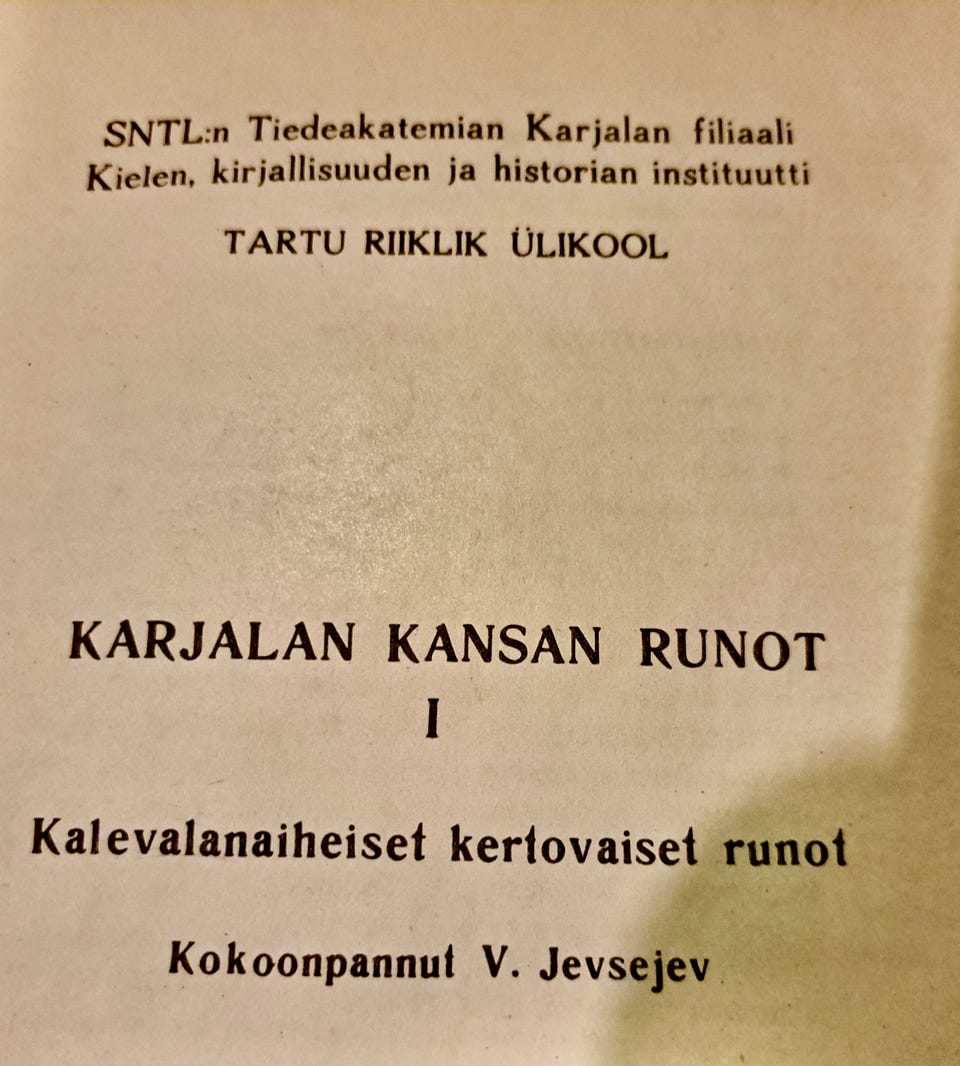 SNTL:n Tiedeakatemian Karjalan filiaali
Kielen, kirjallisuuden ja historian instituutti
TARTU RIIKLIK ÜLIKOOL
KARJALAN KANSAN RUNOT
I
Kalevalanaiheiset kertovaiset runot
Kokoonpannut V. Jevsejev